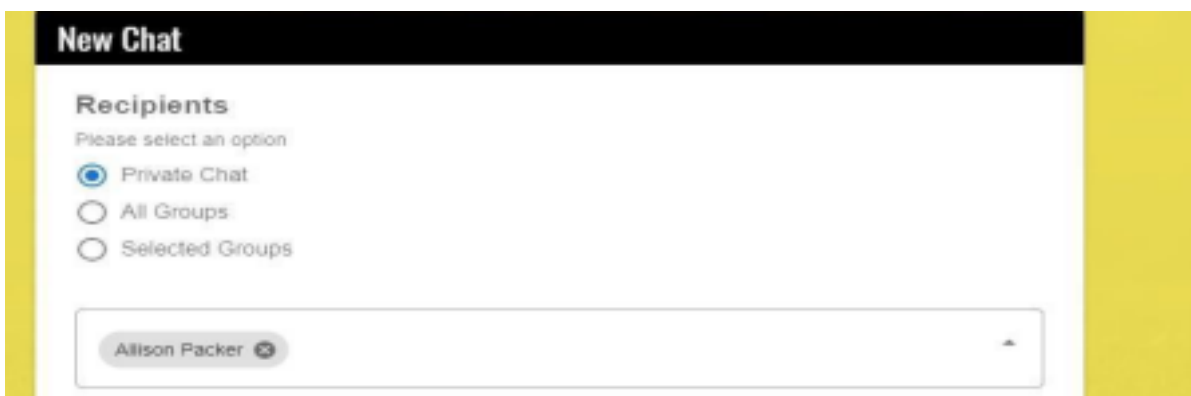 New Chat
Recipients
Please select an option
Private Chat
All Groups
Selected Groups
Allison Packer